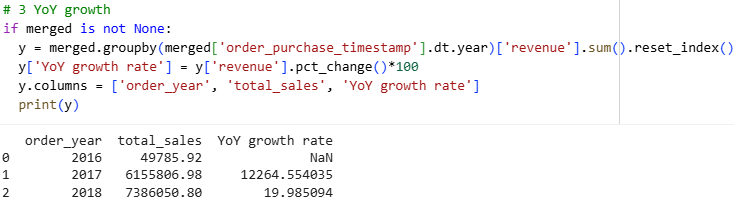 # 3 YoY growth
if merged is not None:
  y = merged.groupby(merged['order_purchase_timestamp'].dt.year)['revenue'].sum().reset_index()
  y['YoY growth rate'] = y['revenue'].pct_change()*100
  y.columns = ['order_year', 'total_sales', 'YoY growth rate']
  print(y)
   order_year  total_sales  YoY growth rate
0        2016     49785.92              NaN
1        2017   6155806.98     12264.554035
2        2018   7386050.80        19.985094